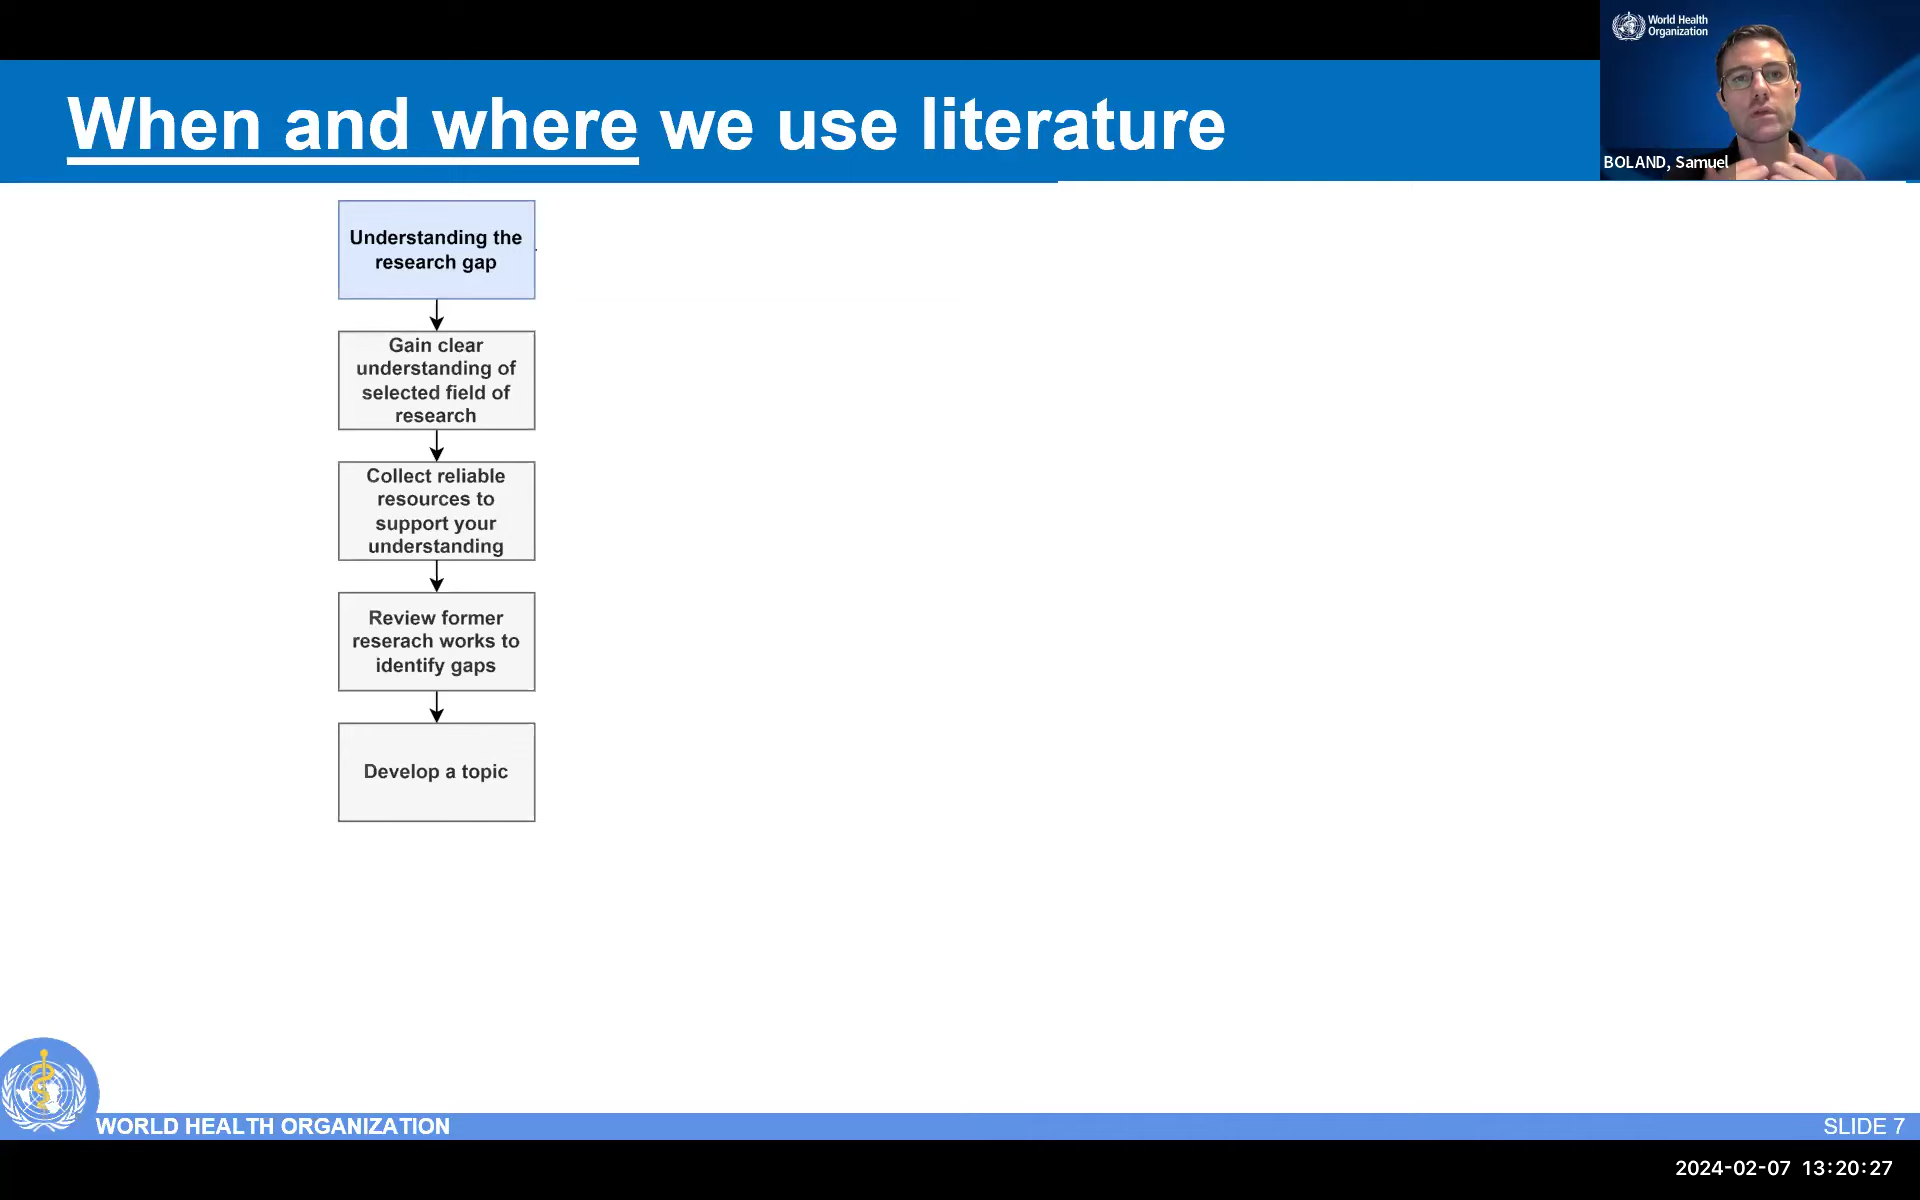 World Health
Organization
When and where we use literature
BOLAND, Samuel
Understanding the
research gap
Gain clear
understanding of
selected field of
research
Collect reliable
resources to
support your
understanding
Review former
reserach works to
identify gaps
Develop a topic
WORLD HEALTH ORGANIZATION
SLIDE 7
2024-02-07 13:20:27